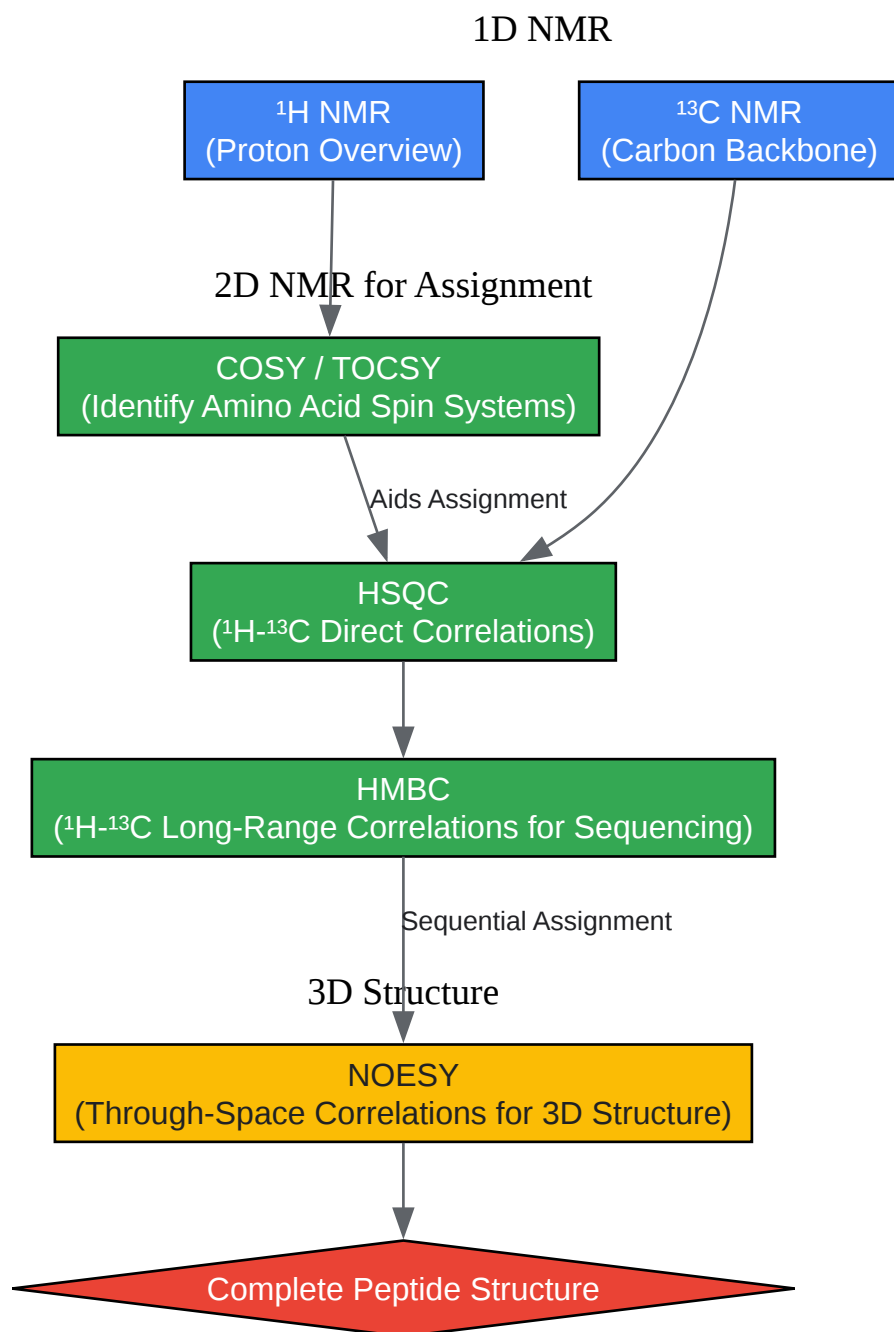 1D NMR
¹H NMR
(Proton Overview)
¹³C NMR
(Carbon Backbone)
2D NMR for Assignment
COSY / TOCSY
(Identify Amino Acid Spin Systems)
Aids Assignment
HSQC
(¹H-¹³C Direct Correlations)
HMBC
(¹H-¹³C Long-Range Correlations for Sequencing)
Sequential Assignment
3D Structure
NOESY
(Through-Space Correlations for 3D Structure)
Complete Peptide Structure